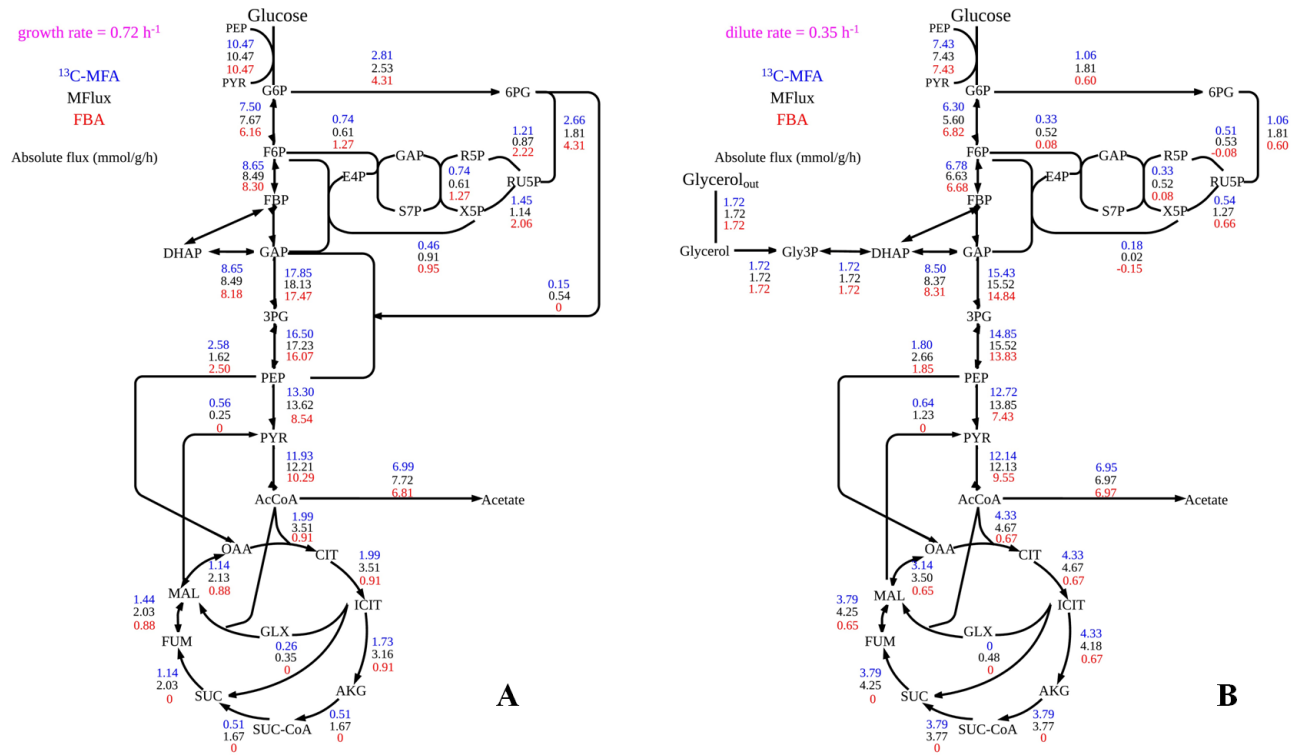 Glucose
PEP
growth rate = 0.72 h-1
10.47
10.47
10.47
PYR
13C-MFA
MFlux
FBA
Absolute flux (mmol/g/h)
G6P
2.81
2.53
4.31
6PG
7.50
7.67
6.16
0.74
0.61
1.27
1.21
0.87
2.22
2.66
1.81
4.31
F6P
GAP
R5P
8.65
8.49
8.30
E4P
0.74
0.61
1.27
RU5P
FBP
S7P
X5P
1.45
1.14
2.06
DHAP
GAP
0.46
0.91
0.95
8.65
8.49
8.18
17.85
18.13
17.47
0.15
0.54
0
3PG
16.50
17.23
16.07
2.58
1.62
2.50
PEP
13.30
13.62
8.54
0.56
0.25
0
PYR
11.93
12.21
10.29
6.99
7.72
6.81
AcCoA
Acetate
1.99
3.51
0.91
OAA
CIT
1.99
3.51
0.91
1.14
2.13
0.88
MAL
ICIT
1.44
2.03
0.88
FUM
GLX
0.26
0.35
0
1.73
3.16
0.91
1.14
2.03
0
SUC
AKG
0.51
1.67
0
SUC-CoA
0.51
1.67
0
A
Glucose
PEP
dilute rate = 0.35 h-1
7.43
7.43
7.43
PYR
13C-MFA
MFlux
FBA
Absolute flux (mmol/g/h)
G6P
1.06
1.81
0.60
6PG
6.30
5.60
6.82
0.33
0.52
0.08
0.51
0.53
-0.08
1.06
1.81
0.60
F6P
GAP
R5P
Glycerolout
6.78
6.63
6.68
E4P
0.33
0.52
0.08
RU5P
1.72
1.72
1.72
FBP
S7P
X5P
0.54
1.27
0.66
Glycerol
Gly3P
DHAP
GAP
0.18
0.02
-0.15
1.72
1.72
1.72
1.72
1.72
1.72
8.50
8.37
8.31
15.43
15.52
14.84
3PG
14.85
15.52
13.83
1.80
2.66
1.85
PEP
12.72
13.85
7.43
0.64
1.23
0
PYR
12.14
12.13
9.55
6.95
6.97
6.97
AcCoA
Acetate
4.33
4.67
0.67
OAA
CIT
4.33
4.67
0.67
3.14
3.50
0.65
MAL
ICIT
3.79
4.25
0.65
FUM
GLX
0
0.48
0
4.33
4.18
0.67
3.79
4.25
0
SUC
AKG
3.79
3.77
0
SUC-CoA
3.79
3.77
0
B